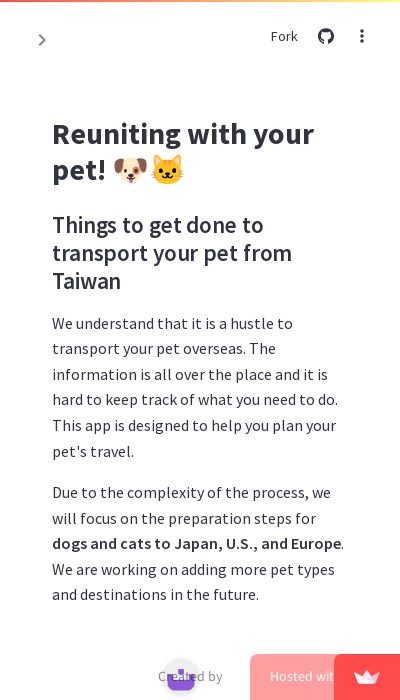 Fork
Reuniting with your
pet! 🐶🐱
Things to get done to
transport your pet from
Taiwan
We understand that it is a hustle to
transport your pet overseas. The
information is all over the place and it is
hard to keep track of what you need to do.
This app is designed to help you plan your
pet's travel.
Due to the complexity of the process, we
will focus on the preparation steps for
dogs and cats to Japan, U.S., and Europe.
We are working on adding more pet types
and destinations in the future.
Created by
Hosted wit